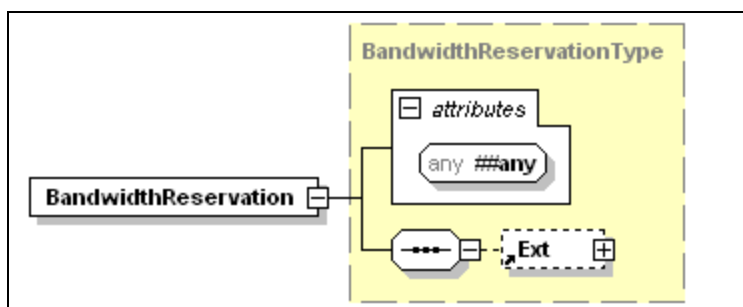 BandwidthReservationType
attributes
any ##any
BandwidthReservation
Ext